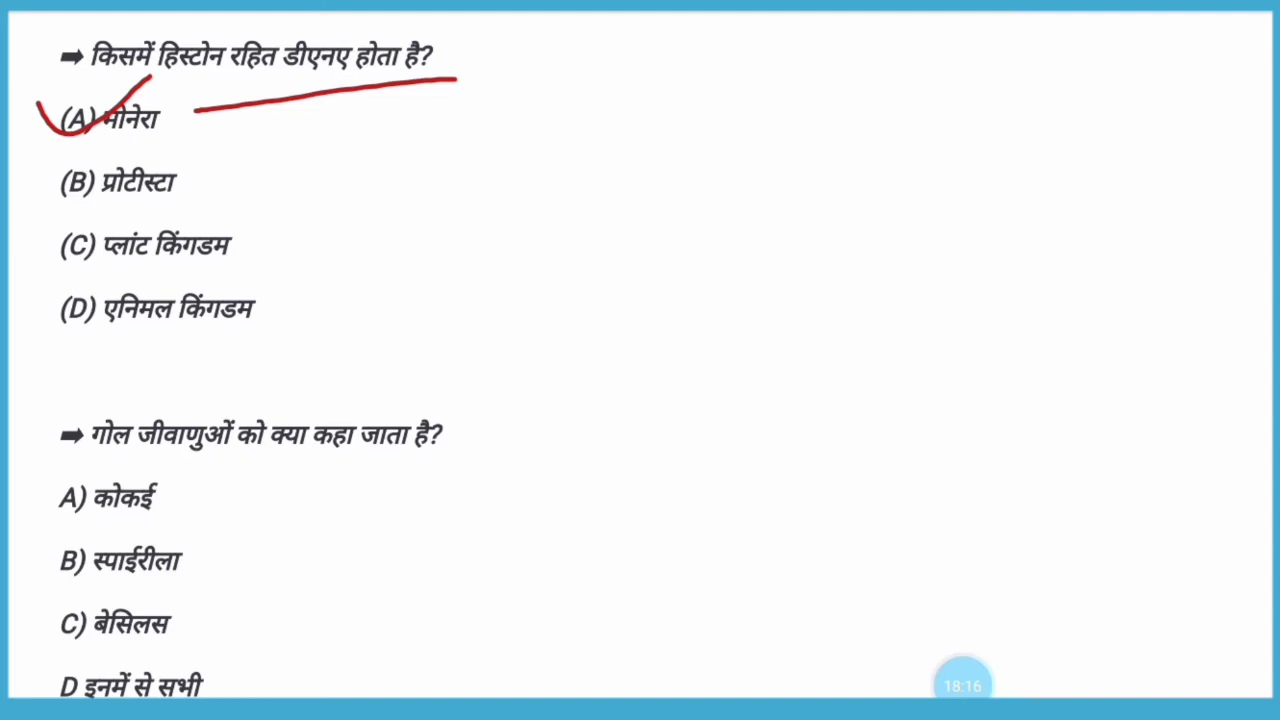 ➡ किसमें हिस्टोन रहित डीएनए होता है?
(A) मोनेरा
(B) प्रोटीस्टा
(C) प्लांट किंगडम
(D) एनिमल किंगडम
➡ गोल जीवाणुओं को क्या कहा जाता है?
A) कोकई
B) स्पाईरीला
C) बेसिलस
D इनमें से सभी
18:16